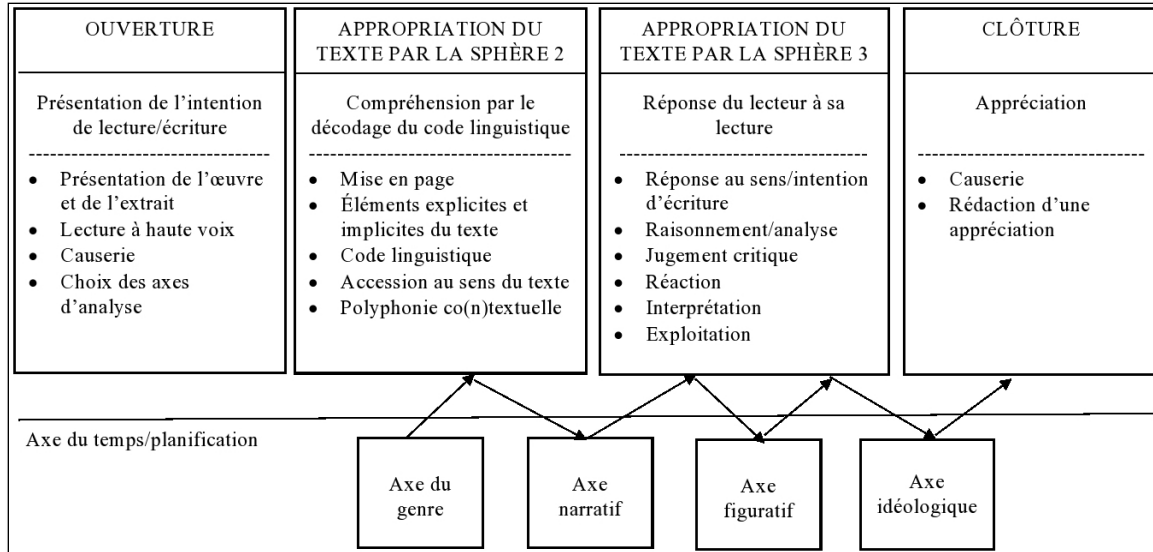 OUVERTURE
Présentation de l’intention
de lecture/écriture
Présentation de l’œuvre
et de l’extrait
Lecture à haute voix
Causerie
Choix des axes
d’analyse
APPROPRIATION DU
TEXTE PAR LA SPHÈRE 2
Compréhension par le
décodage du code linguistique
Mise en page
Éléments explicites et
implicites du texte
Code linguistique
Accession au sens du texte
Polyphonie co(n)textuelle
APPROPRIATION DU
TEXTE PAR LA SPHÈRE 3
Réponse du lecteur à sa
lecture
Réponse au sens/intention
d’écriture
Raisonnement/analyse
Jugement critique
Réaction
Interprétation
Exploitation
CLÔTURE
Appréciation
Causerie
Rédaction d’une
appréciation
Axe du temps/planification
Axe du
genre
Axe
narratif
Axe
figuratif
Axe
idéologique